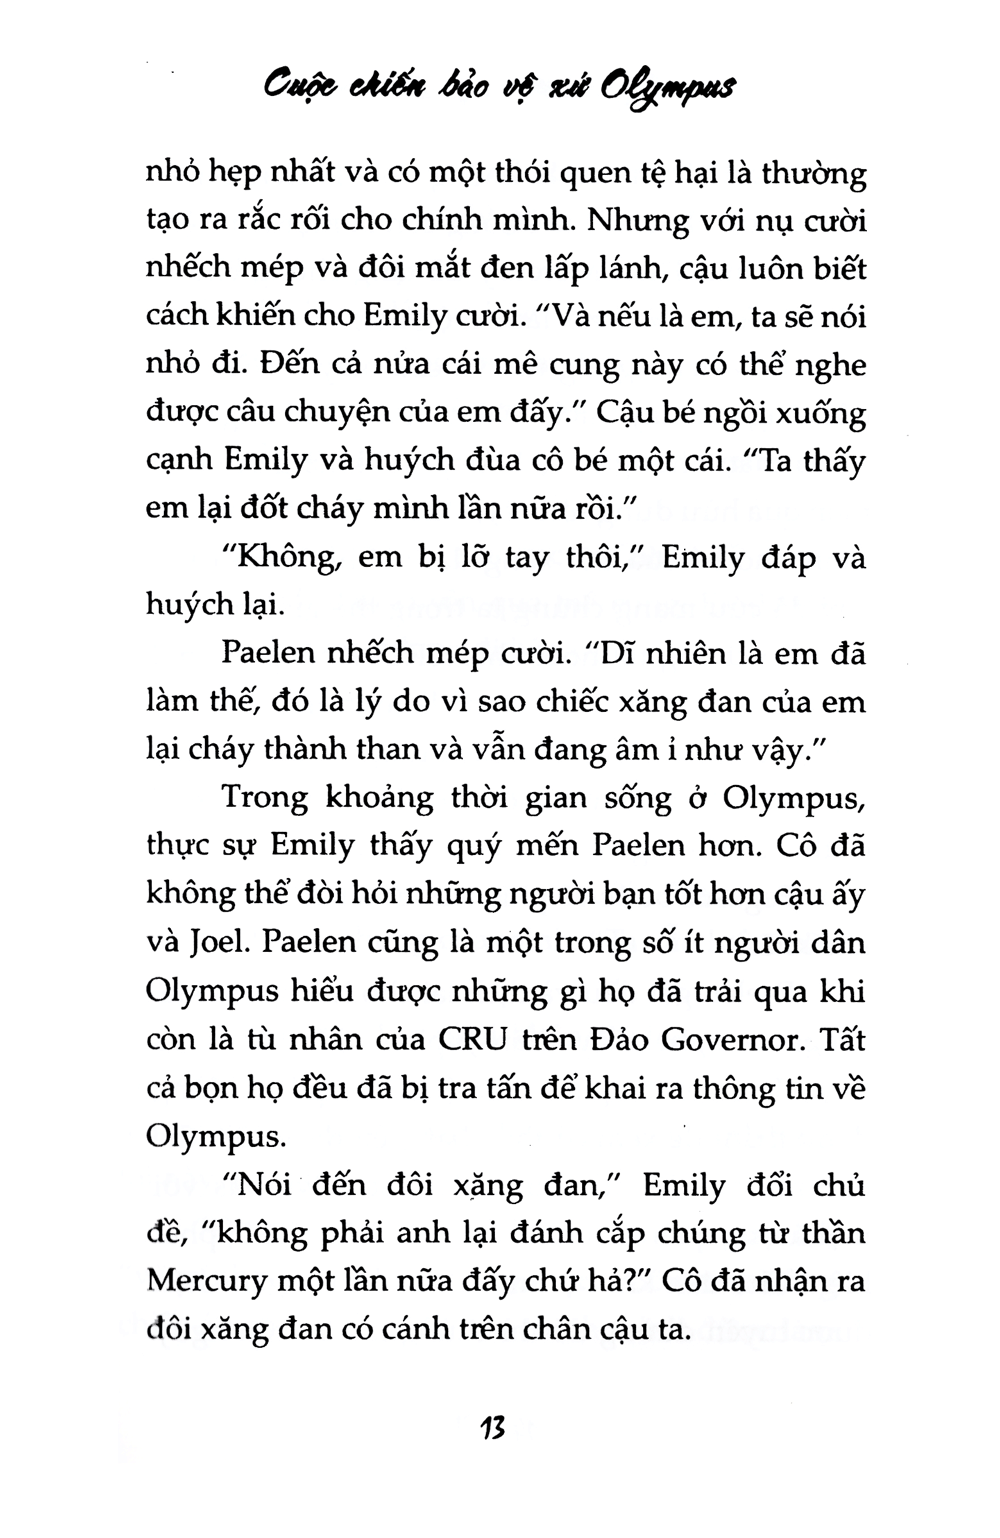 Cuộc chiến bảo vệ xứ Olympus
nhỏ hẹp nhất và có một thói quen tệ hại là thường
tạo ra rắc rối cho chính mình. Nhưng với nụ cười
nhếch mép và đôi mắt đen lấp lánh, cậu luôn biết
cách khiến cho Emily cười. “Và nếu là em, ta sẽ nói
nhỏ đi. Đến cả nửa cái mê cung này có thể nghe
được câu chuyện của em đấy.” Cậu bé ngồi xuống
cạnh Emily và huých đùa cô bé một cái. “Ta thấy
em lại đốt cháy mình lần nữa rồi.”
“Không, em bị lỡ tay thôi,” Emily đáp và
huých lại.
Paelen nhếch mép cười. “Dĩ nhiên là em đã
làm thế, đó là lý do vì sao chiếc xăng đan của em
lại cháy thành than và vẫn đang âm ỉ như vậy.”
Trong khoảng thời gian sống ở Olympus,
thực sự Emily thấy quý mến Paelen hơn. Cô đã
không thể đòi hỏi những người bạn tốt hơn cậu ấy
và Joel. Paelen cũng là một trong số ít người dân
Olympus hiểu được những gì họ đã trải qua khi
còn là tù nhân của CRU trên Đảo Governor. Tất
cả bọn họ đều đã bị tra tấn để khai ra thông tin về
Olympus.
“Nói đến đôi xăng đan,” Emily đổi chủ
đề, “không phải anh lại đánh cắp chúng từ thần
Mercury một lần nữa đấy chứ hả?” Cô đã nhận ra
đôi xăng đan có cánh trên chân cậu ta.
13